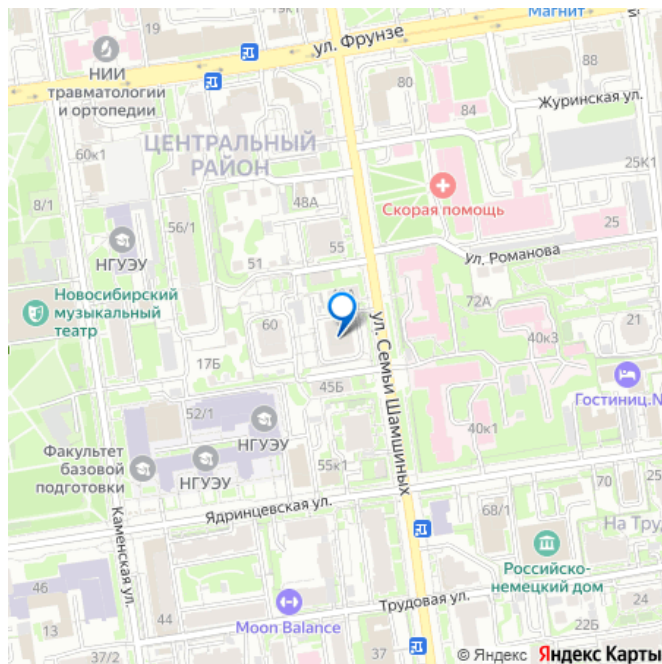 Магнит
ул. Фрунзе
19
88
НИИ
травматологии
и ортопедии
80
Журинская ул.
84
ЦЕНТРАЛЬНЫЙ
РАЙОН
60к1
25К1
Скорая помощь
8/1
48А
56/1
25
55
НГУЭУ
Ул. Романова
51
Новосибирский
музыкальный
театр
72А
60
ул. Семьи Шамшиных
21
40к3
17Б
45Б
Гостиниц.N
52/1
НГУЭУ
40к1
Факультет
базовой
подготовки
НГУЭУ
55к1
70
25
Ядринцевская ул.
68/1
Каменская ул.
На Тру
Российско-
немецкий дом
46
Трудовая ул.
24
44
13
Moon Balance
22Б
37/2
37
© Яндекс Яндекс Карты